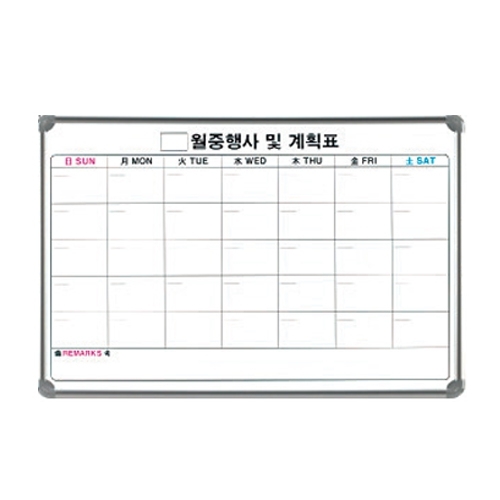 월중행사 및 계획표
日 SUN 月 MON 火 TUE 水 WED 木 THU 金 FRI 土 SAT
REMARKS